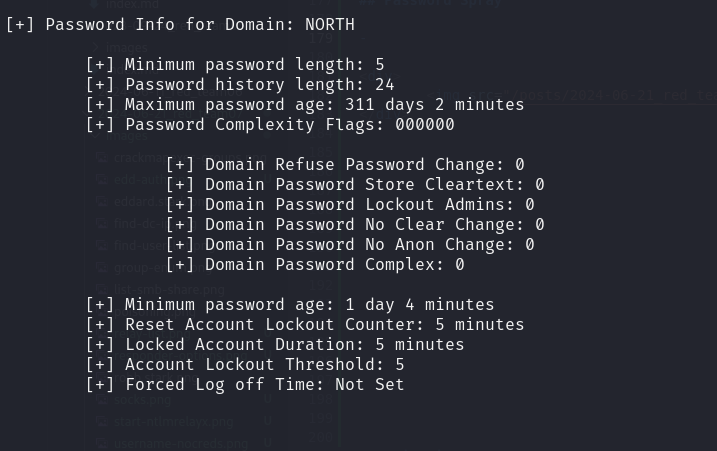 [+] Password Info for Domain: NORTH
[+] Minimum password length: 5
[+] Password history length: 24
[+] Maximum password age: 311 days 2 minutes
[+] Password Complexity Flags: 000000
[+] Domain Refuse Password Change: 0
[+] Domain Password Store Cleartext: 0
[+] Domain Password Lockout Admins: 0
[+] Domain Password No Clear Change: 0
[+] Domain Password No Anon Change: 0
[+] Domain Password Complex: 0
[+] Minimum password age: 1 day 4 minutes
[+] Reset Account Lockout Counter: 5 minutes
[+] Locked Account Duration: 5 minutes
[+] Account Lockout Threshold: 5
[+] Forced Log off Time: Not Set